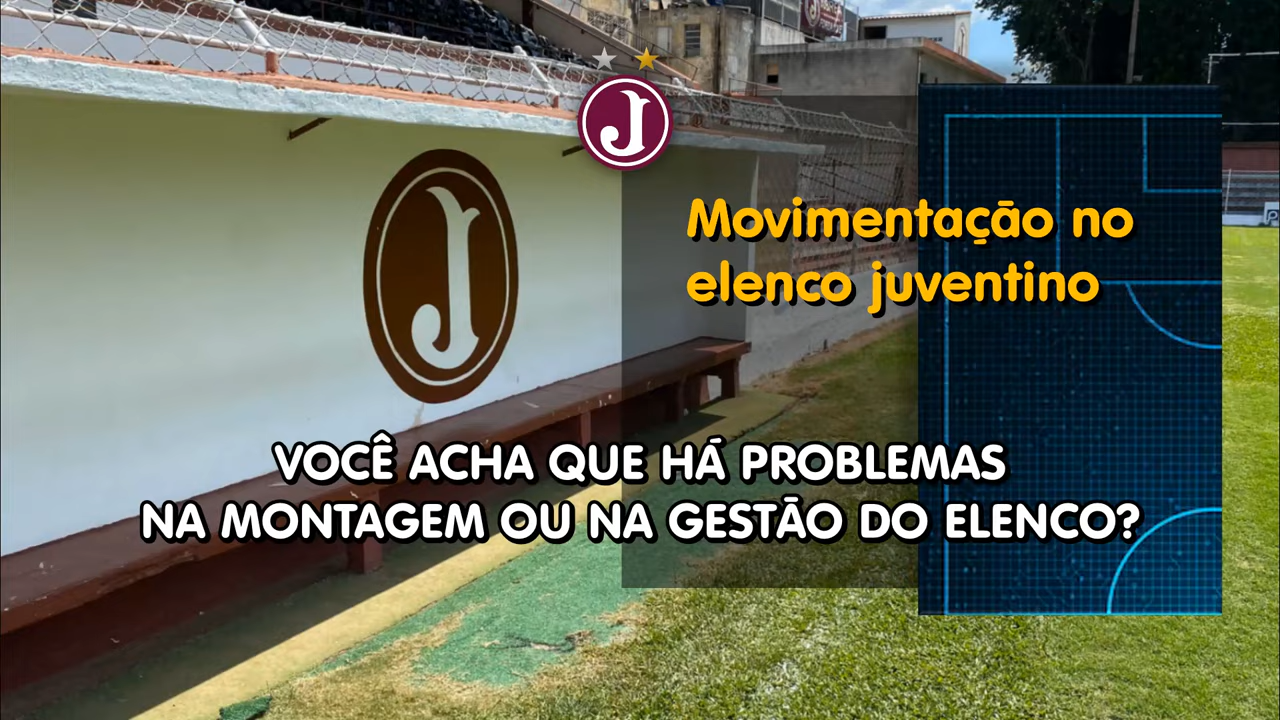 J
J
Movimentação no
elenco juventino
VOCÊ ACHA QUE HÁ PROBLEMAS
NA MONTAGEM OU NA GESTÃO DO ELENCO?